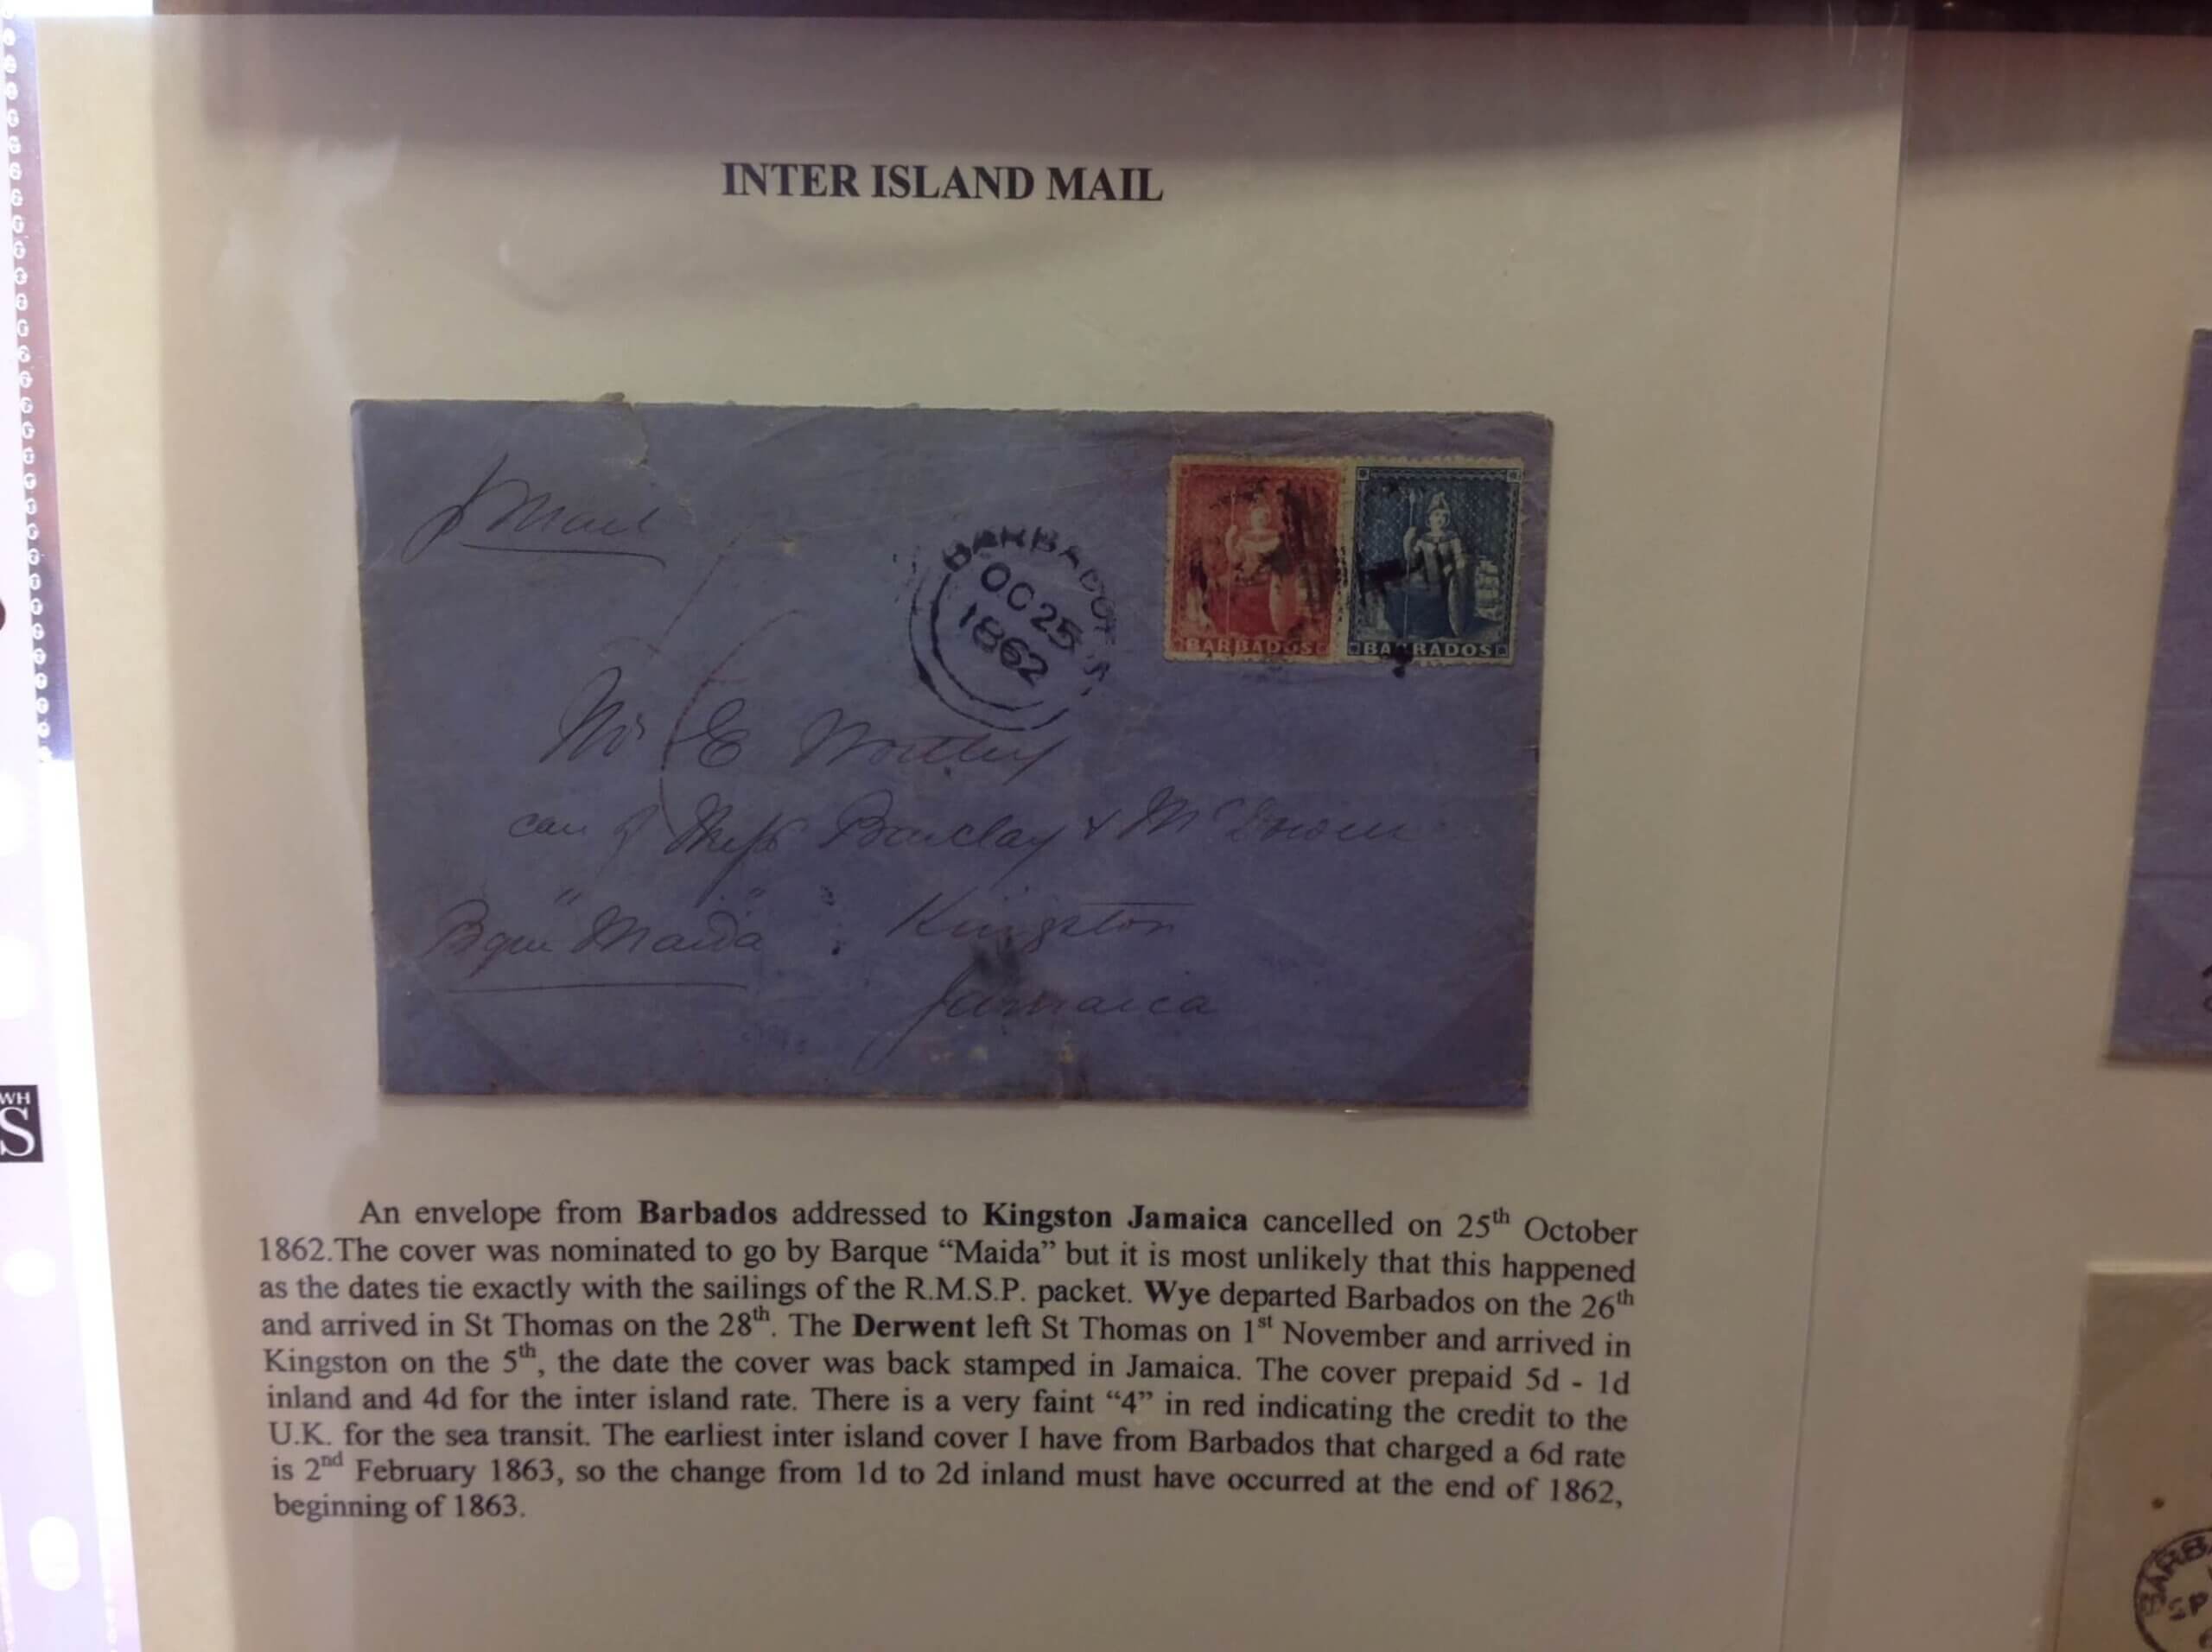 INTER ISLAND MAIL
Mail
BARBADOES
OC 25
1862
BARBADOS
BARBADOS
Mr E
care of Messrs Barclay & McDowell
Bque "Maida"
Kingston
Jamaica
WH
S
An envelope from Barbados addressed to Kingston Jamaica cancelled on 25th October
1862.The cover was nominated to go by Barque “Maida” but it is most unlikely that this happened
as the dates tie exactly with the sailings of the R.M.S.P. packet. Wye departed Barbados on the 26th
and arrived in St Thomas on the 28th. The Derwent left St Thomas on 1st November and arrived in
Kingston on the 5th, the date the cover was back stamped in Jamaica. The cover prepaid 5d - 1d
inland and 4d for the inter island rate. There is a very faint “4” in red indicating the credit to the
U.K. for the sea transit. The earliest inter island cover I have from Barbados that charged a 6d rate
is 2nd February 1863, so the change from 1d to 2d inland must have occurred at the end of 1862,
beginning of 1863.
BARB
SP